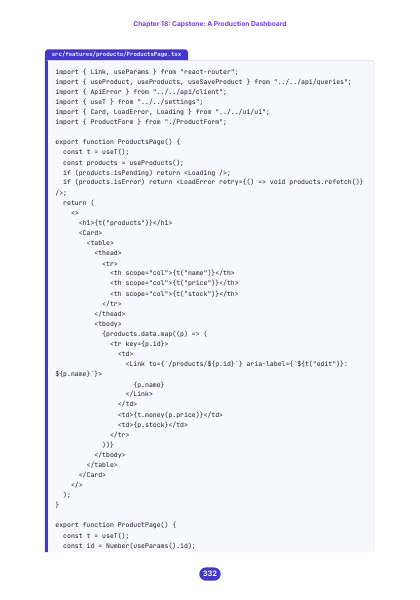 Chapter 18: Capstone: A Production Dashboard
src/features/products/ProductsPage.tsx
import { Link, useParams } from "react-router";
import { useProduct, useProducts, useSaveProduct } from "../../api/queries";
import { ApiError } from "../../api/client";
import { useT } from "../../settings";
import { Card, LoadError, Loading } from "../../ui/ui";
import { ProductForm } from "./ProductForm";

export function ProductsPage() {
  const t = useT();
  const products = useProducts();
  if (products.isPending) return <Loading />;
  if (products.isError) return <LoadError retry={() => void products.refetch()}
/>;
  return (
    <>
      <h1>{t("products")}</h1>
      <Card>
        <table>
          <thead>
            <tr>
              <th scope="col">{t("name")}</th>
              <th scope="col">{t("price")}</th>
              <th scope="col">{t("stock")}</th>
            </tr>
          </thead>
          <tbody>
            {products.data.map((p) => (
              <tr key={p.id}>
                <td>
                  <Link to={`/products/${p.id}`} aria-label={`${t("edit")}:
${p.name}`}>
                    {p.name}
                  </Link>
                </td>
                <td>{t.money(p.price)}</td>
                <td>{p.stock}</td>
              </tr>
            ))}
          </tbody>
        </table>
      </Card>
    </>
  );
}

export function ProductPage() {
  const t = useT();
  const id = Number(useParams().id);
332